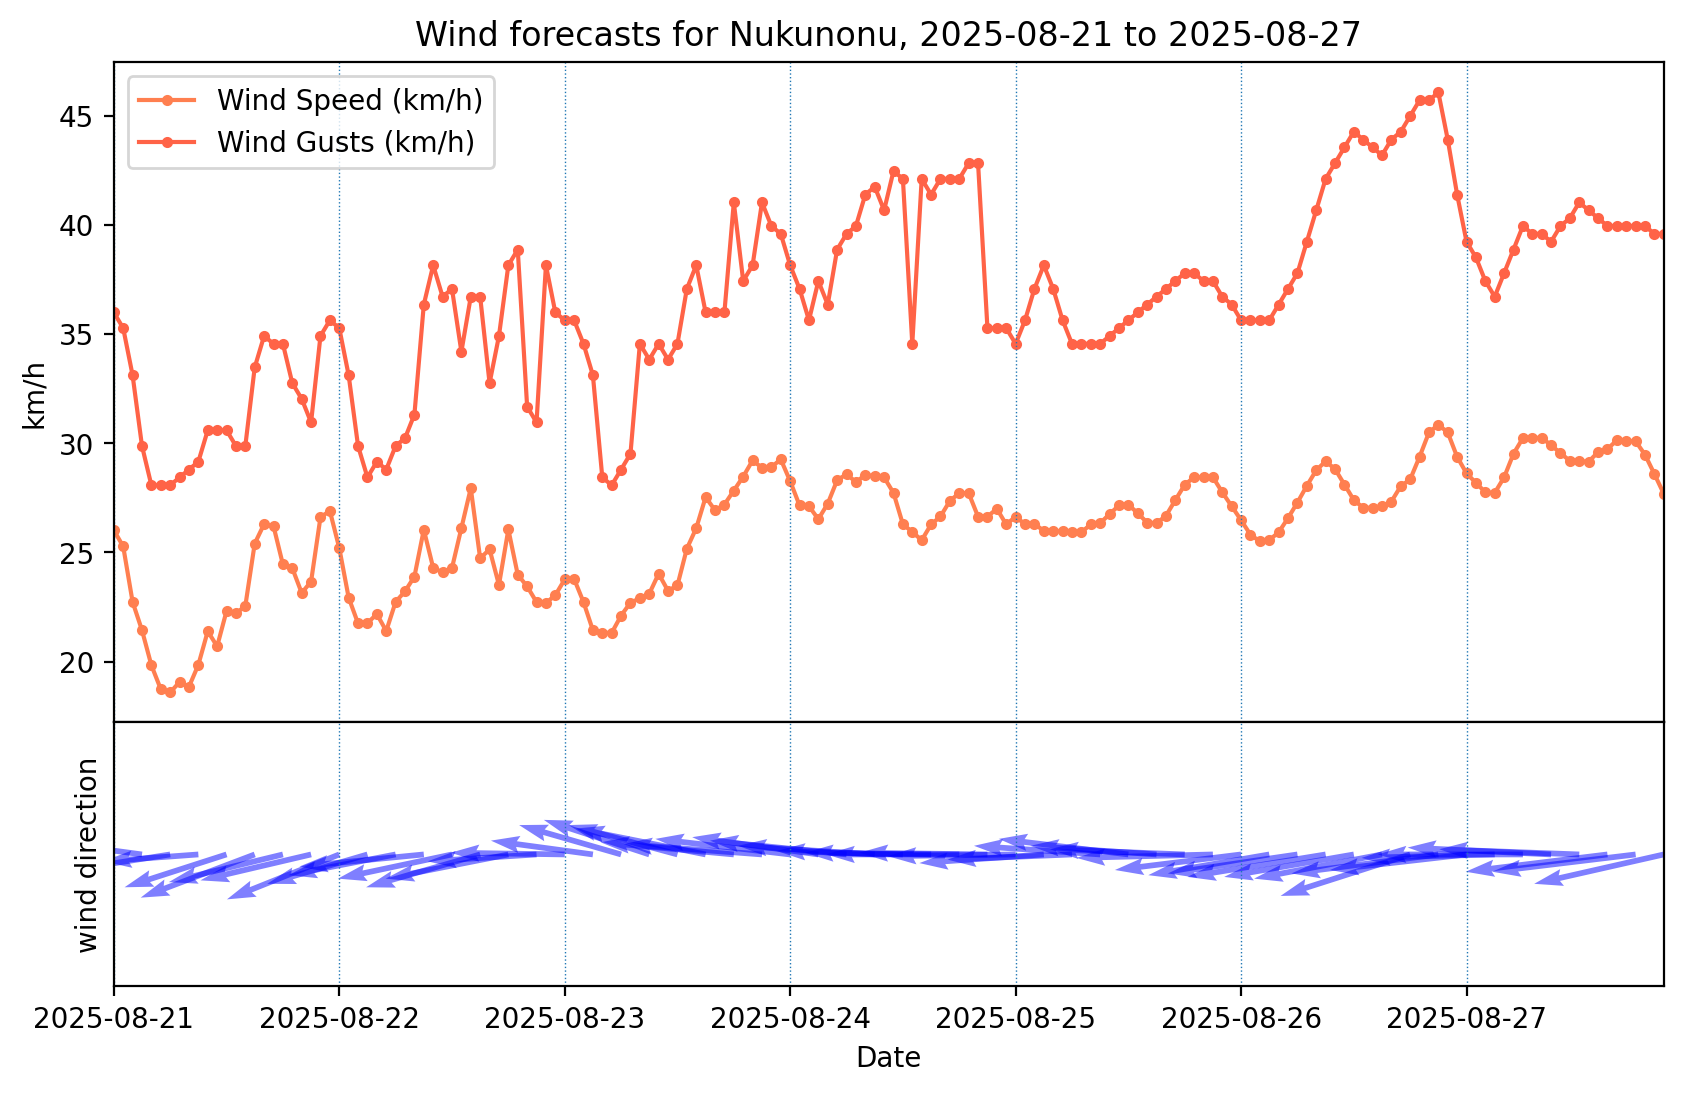 Wind forecasts for Nukunonu, 2025-08-21 to 2025-08-27
Wind Speed (km/h)
Wind Gusts (km/h)
45
40
35
30
25
20
km/h
wind direction
2025-08-21
2025-08-22
2025-08-23
2025-08-24
2025-08-25
2025-08-26
2025-08-27
Date